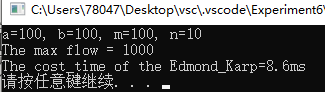 C:\Users\78047\Desktop\vsc\.vscode\Experiment6\
a=100, b=100, m=100, n=10
The max flow = 1000
The cost_time of the Edmond_Karp=8.6ms
请按任意键继续. . .